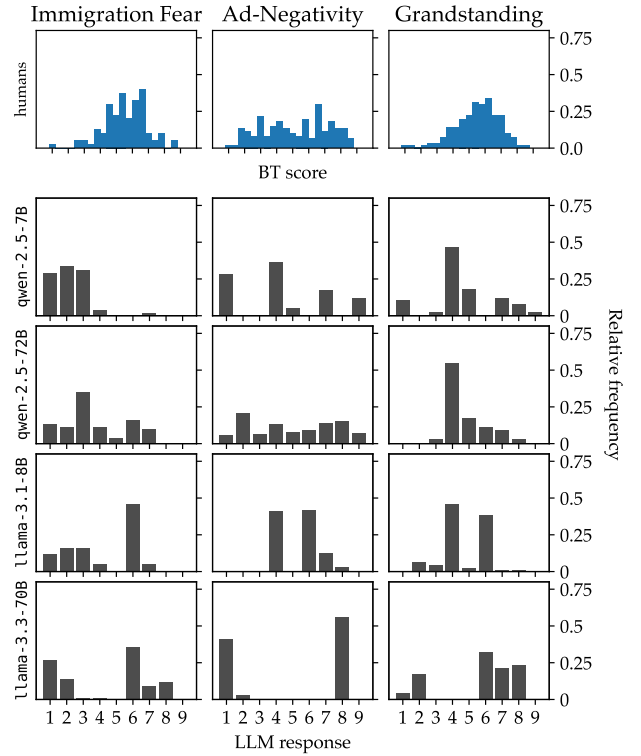 Immigration Fear Ad-Negativity Grandstanding
humans
0.75
0.5
0.25
0.0
BT score
qwen-2.5-7B
0.75
0.5
0.25
0
qwen-2.5-72B
0.75
0.5
0.25
0
llama-3.1-8B
0.75
0.5
0.25
0
llama-3.3-70B
0.75
0.5
0.25
0
Relative frequency
1 2 3 4 5 6 7 8 9 1 2 3 4 5 6 7 8 9 1 2 3 4 5 6 7 8 9
LLM response